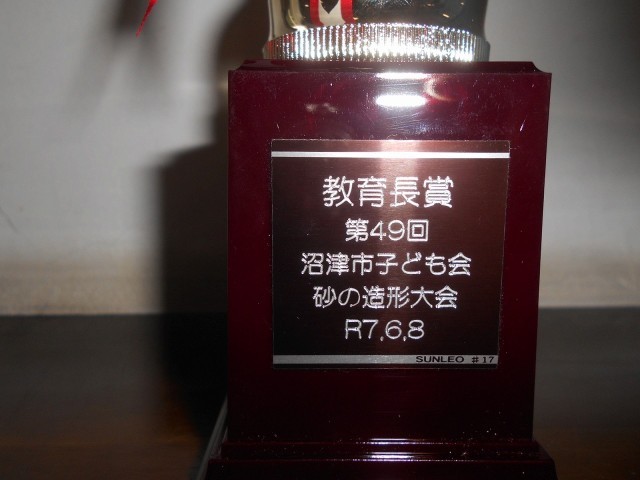 教育長賞
第49回
沼津市子ども会
砂の造形大会
R7,6,8
SUNLEO #17